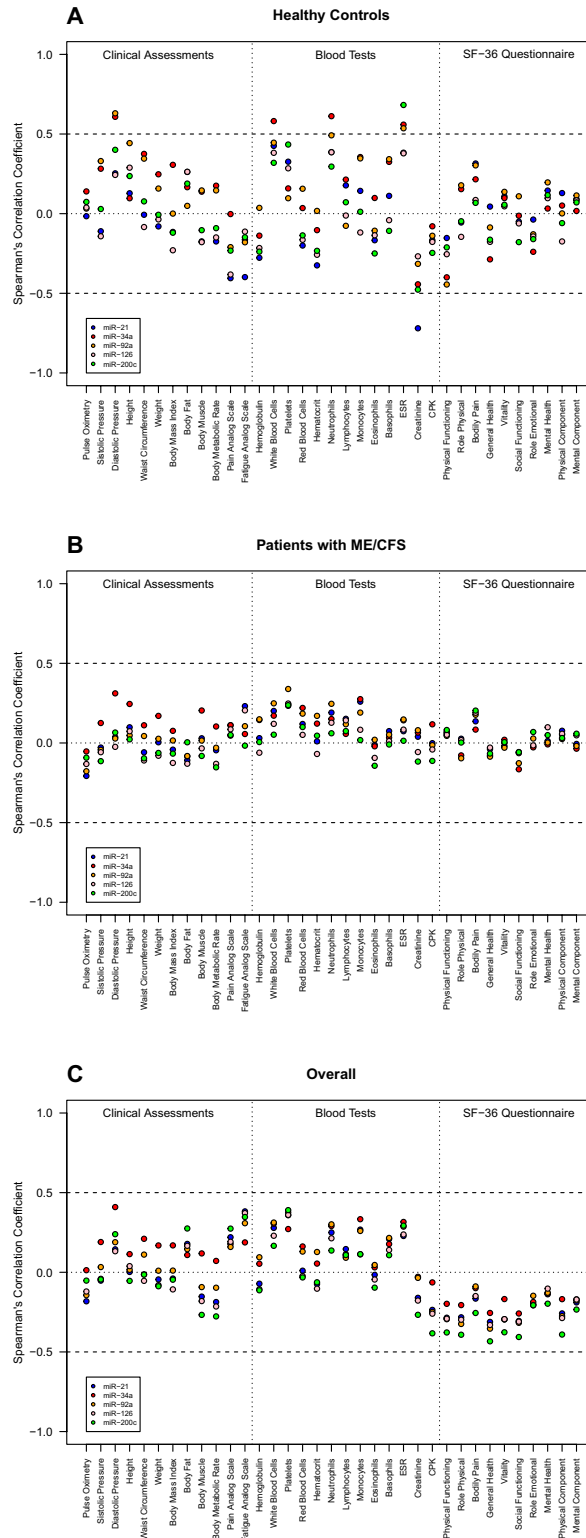 A
Healthy Controls
Clinical Assessments
Blood Tests
SF−36 Questionnaire
Spearman's Correlation Coefficient
1.0
0.5
0.0
−0.5
−1.0
miR−21
miR−34a
miR−92a
miR−126
miR−200c
Pulse Oximetry
Sistolic Pressure
Diastolic Pressure
Height
Waist Circumference
Weight
Body Mass Index
Body Fat
Body Muscle
Body Metabolic Rate
Pain Analog Scale
Fatigue Analog Scale
Hemoglobulin
White Blood Cells
Platelets
Red Blood Cells
Hematocrit
Neutrophils
Lymphocytes
Monocytes
Eosinophils
Basophils
ESR
Creatinine
CPK
Physical Functioning
Role Physical
Bodily Pain
General Health
Vitality
Social Functioning
Role Emotional
Mental Health
Physical Component
Mental Component
B
Patients with ME/CFS
Clinical Assessments
Blood Tests
SF−36 Questionnaire
Spearman's Correlation Coefficient
1.0
0.5
0.0
−0.5
−1.0
miR−21
miR−34a
miR−92a
miR−126
miR−200c
Pulse Oximetry
Sistolic Pressure
Diastolic Pressure
Height
Waist Circumference
Weight
Body Mass Index
Body Fat
Body Muscle
Body Metabolic Rate
Pain Analog Scale
Fatigue Analog Scale
Hemoglobulin
White Blood Cells
Platelets
Red Blood Cells
Hematocrit
Neutrophils
Lymphocytes
Monocytes
Eosinophils
Basophils
ESR
Creatinine
CPK
Physical Functioning
Role Physical
Bodily Pain
General Health
Vitality
Social Functioning
Role Emotional
Mental Health
Physical Component
Mental Component
C
Overall
Clinical Assessments
Blood Tests
SF−36 Questionnaire
Spearman's Correlation Coefficient
1.0
0.5
0.0
−0.5
−1.0
miR−21
miR−34a
miR−92a
miR−126
miR−200c
Pulse Oximetry
Sistolic Pressure
Diastolic Pressure
Height
Waist Circumference
Weight
Body Mass Index
Body Fat
Body Muscle
Body Metabolic Rate
Pain Analog Scale
Fatigue Analog Scale
Hemoglobulin
White Blood Cells
Platelets
Red Blood Cells
Hematocrit
Neutrophils
Lymphocytes
Monocytes
Eosinophils
Basophils
ESR
Creatinine
CPK
Physical Functioning
Role Physical
Bodily Pain
General Health
Vitality
Social Functioning
Role Emotional
Mental Health
Physical Component
Mental Component